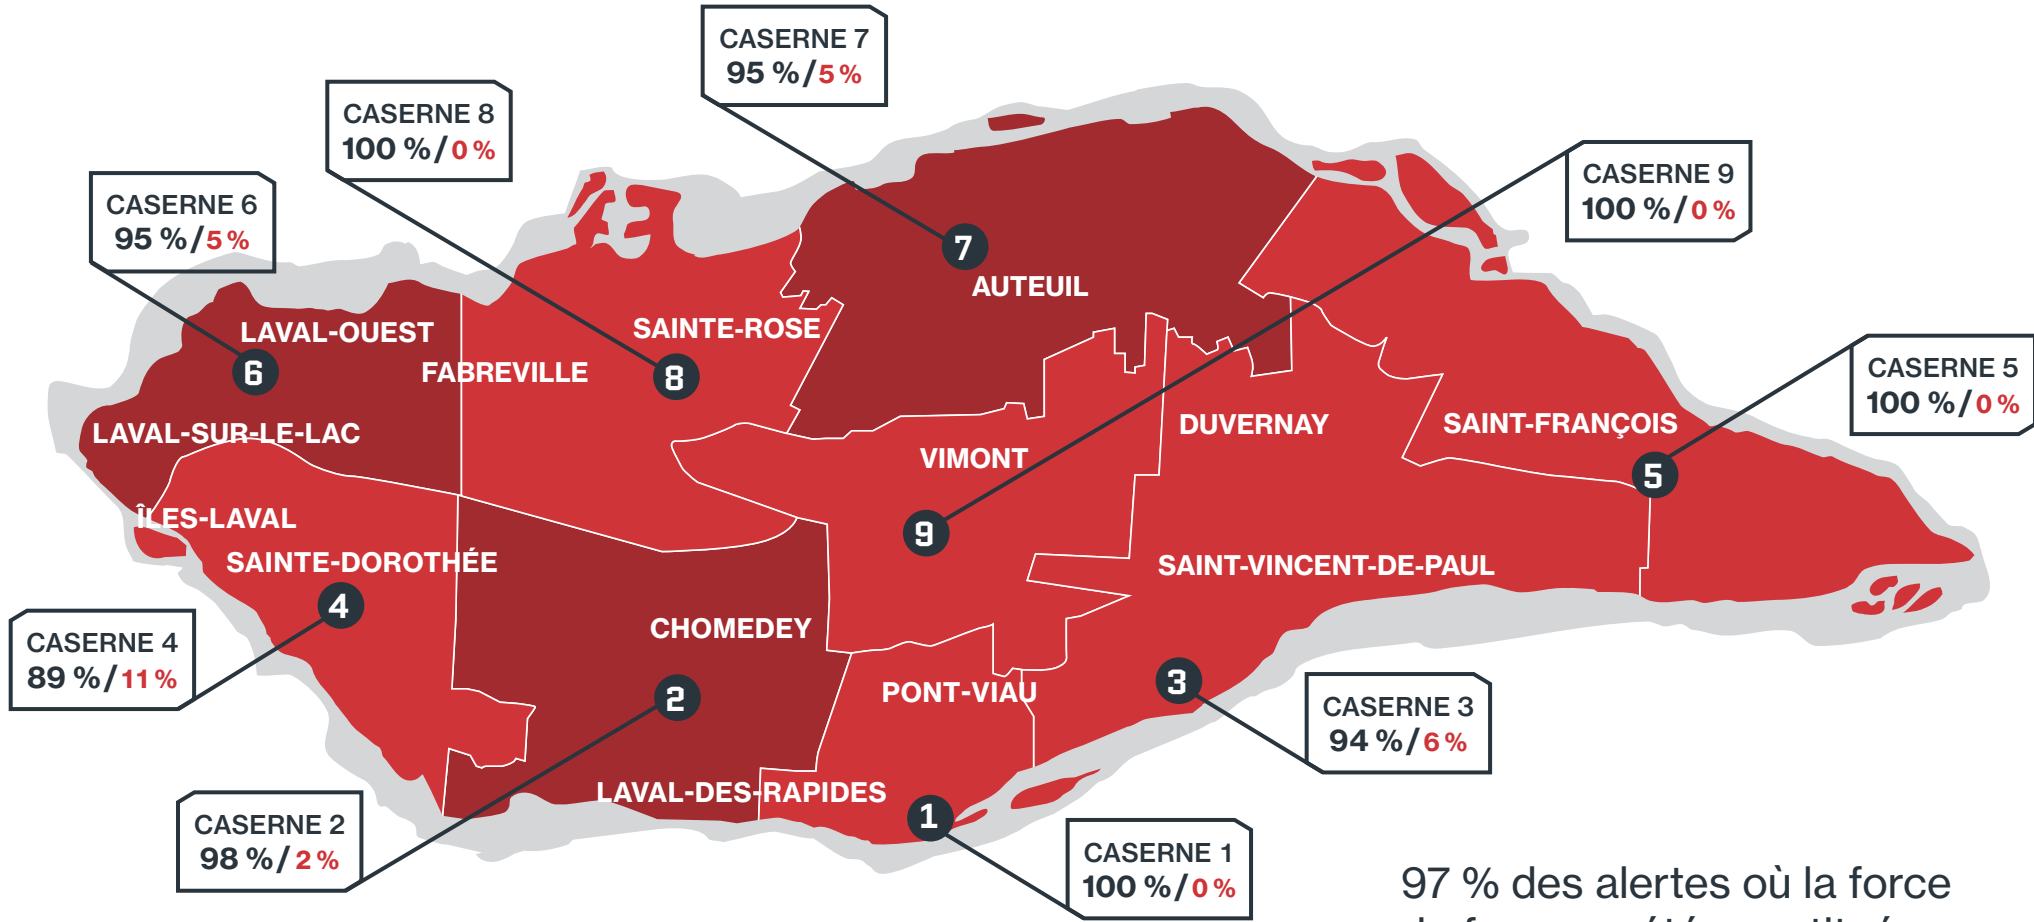 CASERNE 7
95 % / 5 %
CASERNE 8
100 % / 0 %
CASERNE 9
100 % / 0 %
CASERNE 6
95 % / 5 %
7
AUTEUIL
LAVAL-OUEST
SAINTE-ROSE
6
FABREVILLE
8
CASERNE 5
100 % / 0 %
LAVAL-SUR-LE-LAC
DUVERNAY
SAINT-FRANÇOIS
VIMONT
5
ÎLES-LAVAL
9
SAINTE-DOROTHÉE
SAINT-VINCENT-DE-PAUL
4
CHOMEDEY
CASERNE 4
89 % / 11 %
2
PONT-VIAU
3
CASERNE 3
94 % / 6 %
LAVAL-DES-RAPIDES
1
CASERNE 2
98 % / 2 %
CASERNE 1
100 % / 0 %
97 % des alertes où la force